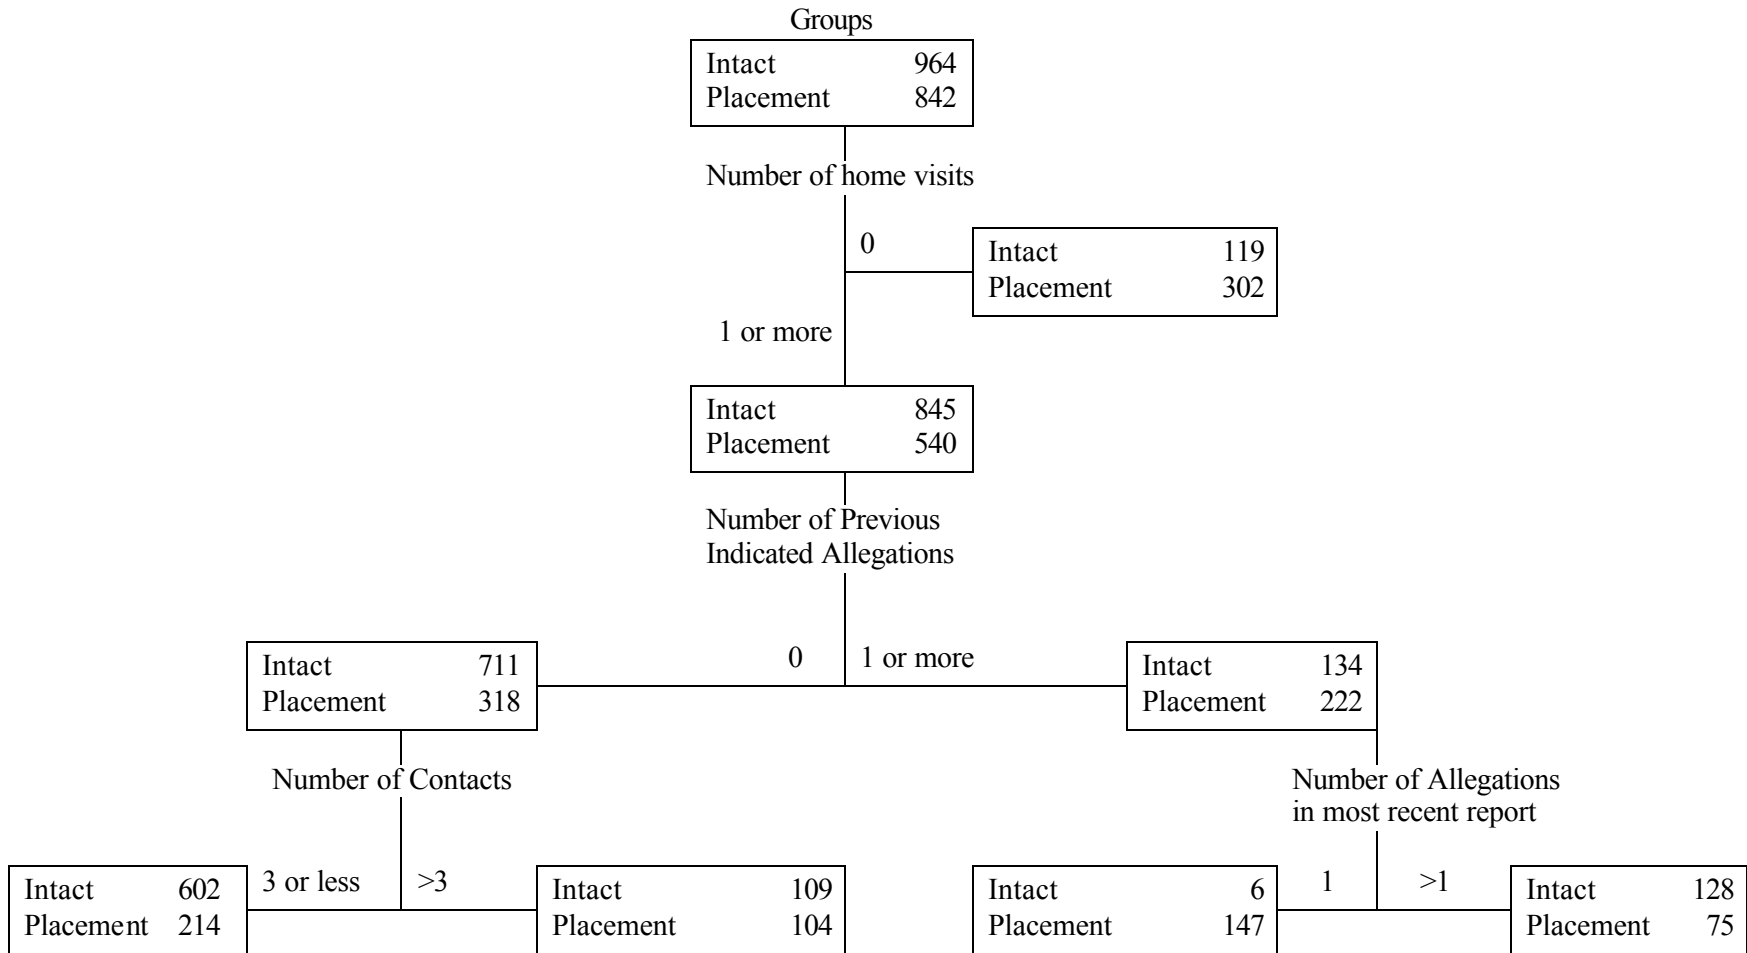 Groups
Intact 964
Placement 842
Number of home visits
0
Intact 119
Placement 302
1 or more
Intact 845
Placement 540
Number of Previous
Indicated Allegations
Intact 711
Placement 318
0
1 or more
Intact 134
Placement 222
Number of Contacts
Number of Allegations
in most recent report
Intact 602
Placement 214
3 or less
>3
Intact 109
Placement 104
Intact 6
Placement 147
1
>1
Intact 128
Placement 75